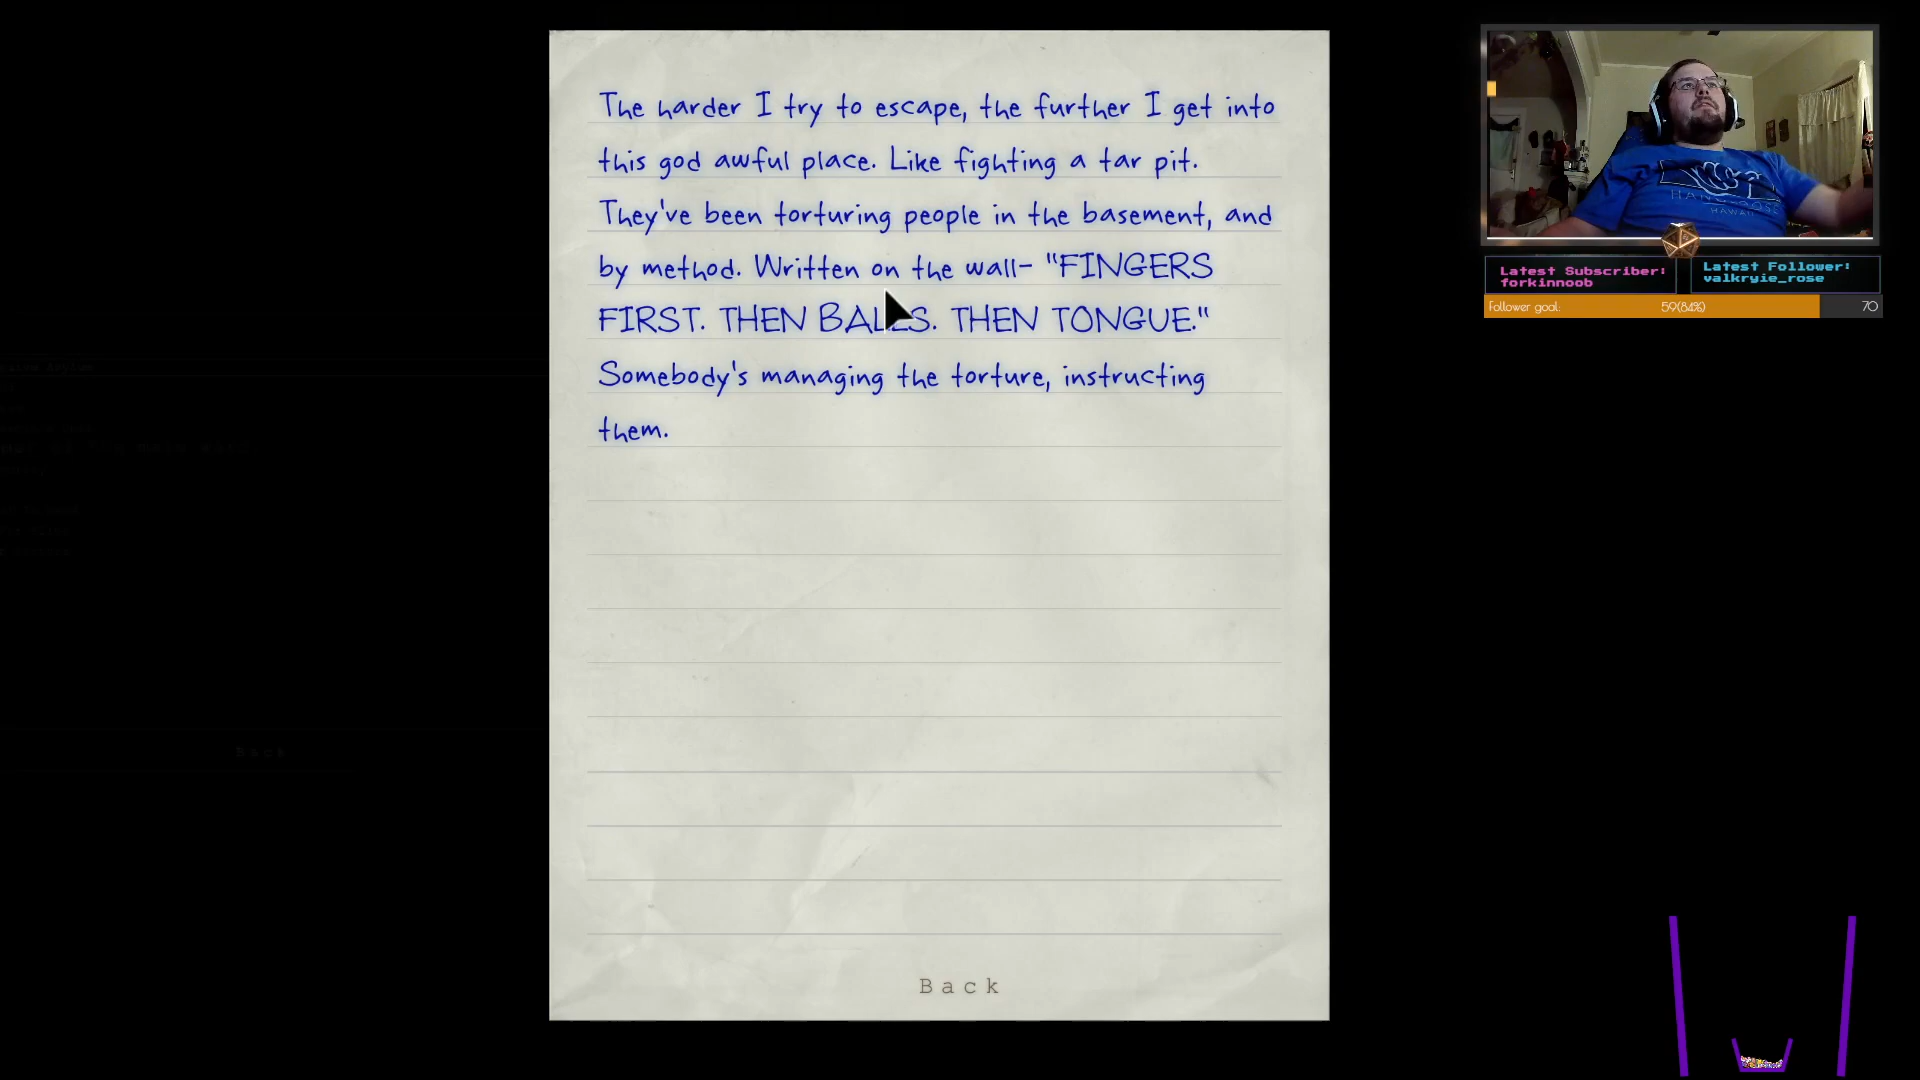 The harder I try to escape, the further I get into
this god awful place. Like fighting a tar pit.
They've been torturing people in the basement, and
by method. Written on the wall- "FINGERS
FIRST. THEN BALLS. THEN TONGUE."
Somebody's managing the torture, instructing
them.
Back
HAWAII
Latest Subscriber:
forkinnoob
Latest Follower:
valkryie_rose
Follower goal:
59(84%)
70
Back